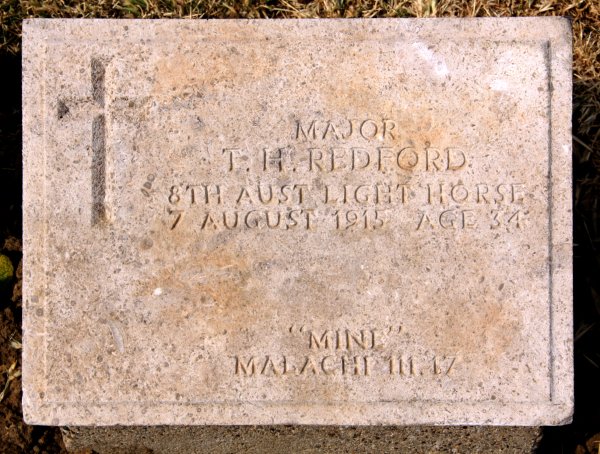 MAJOR
T. H. REDFORD
8TH AUST. LIGHT HORSE
7 AUGUST 1915 AGE 34
"MINE"
MALACHI III. 17